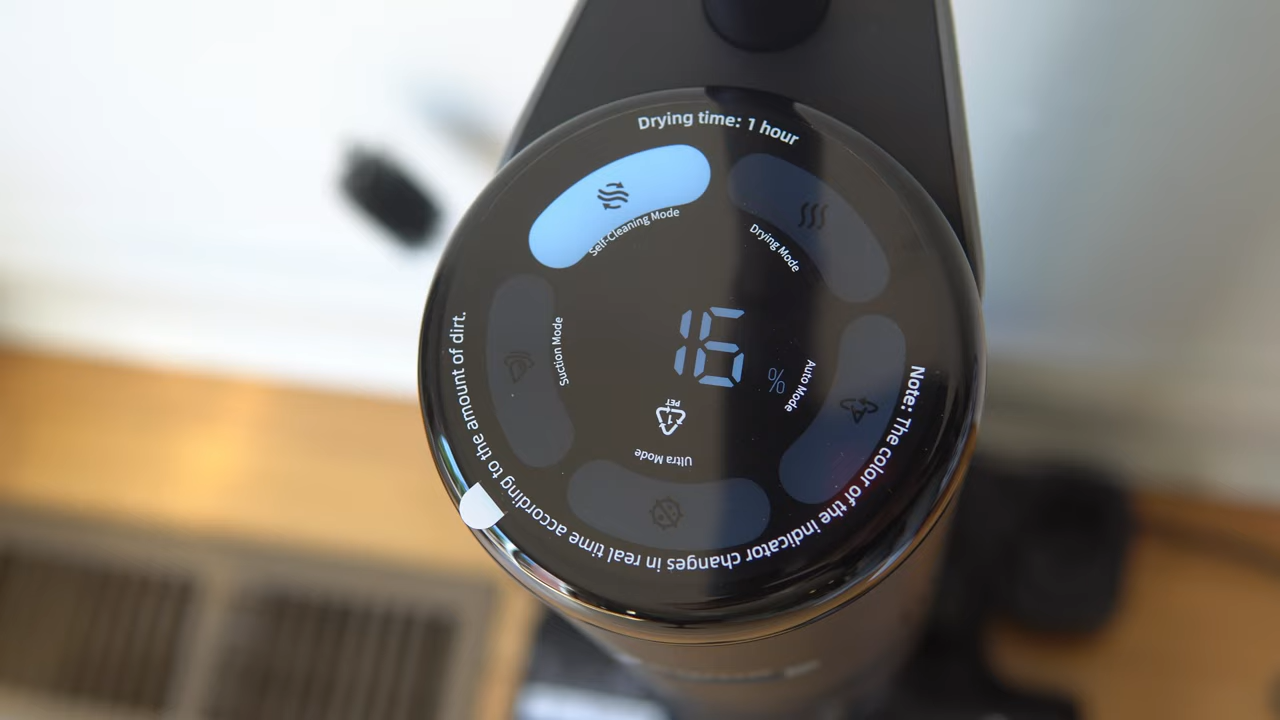 Drying time: 1 hour
Self-Cleaning Mode
Drying Mode
Suction Mode
16
%
Auto Mode
PET
1
Ultra Mode
Note: The color of the indicator changes in real time according to the amount of dirt.